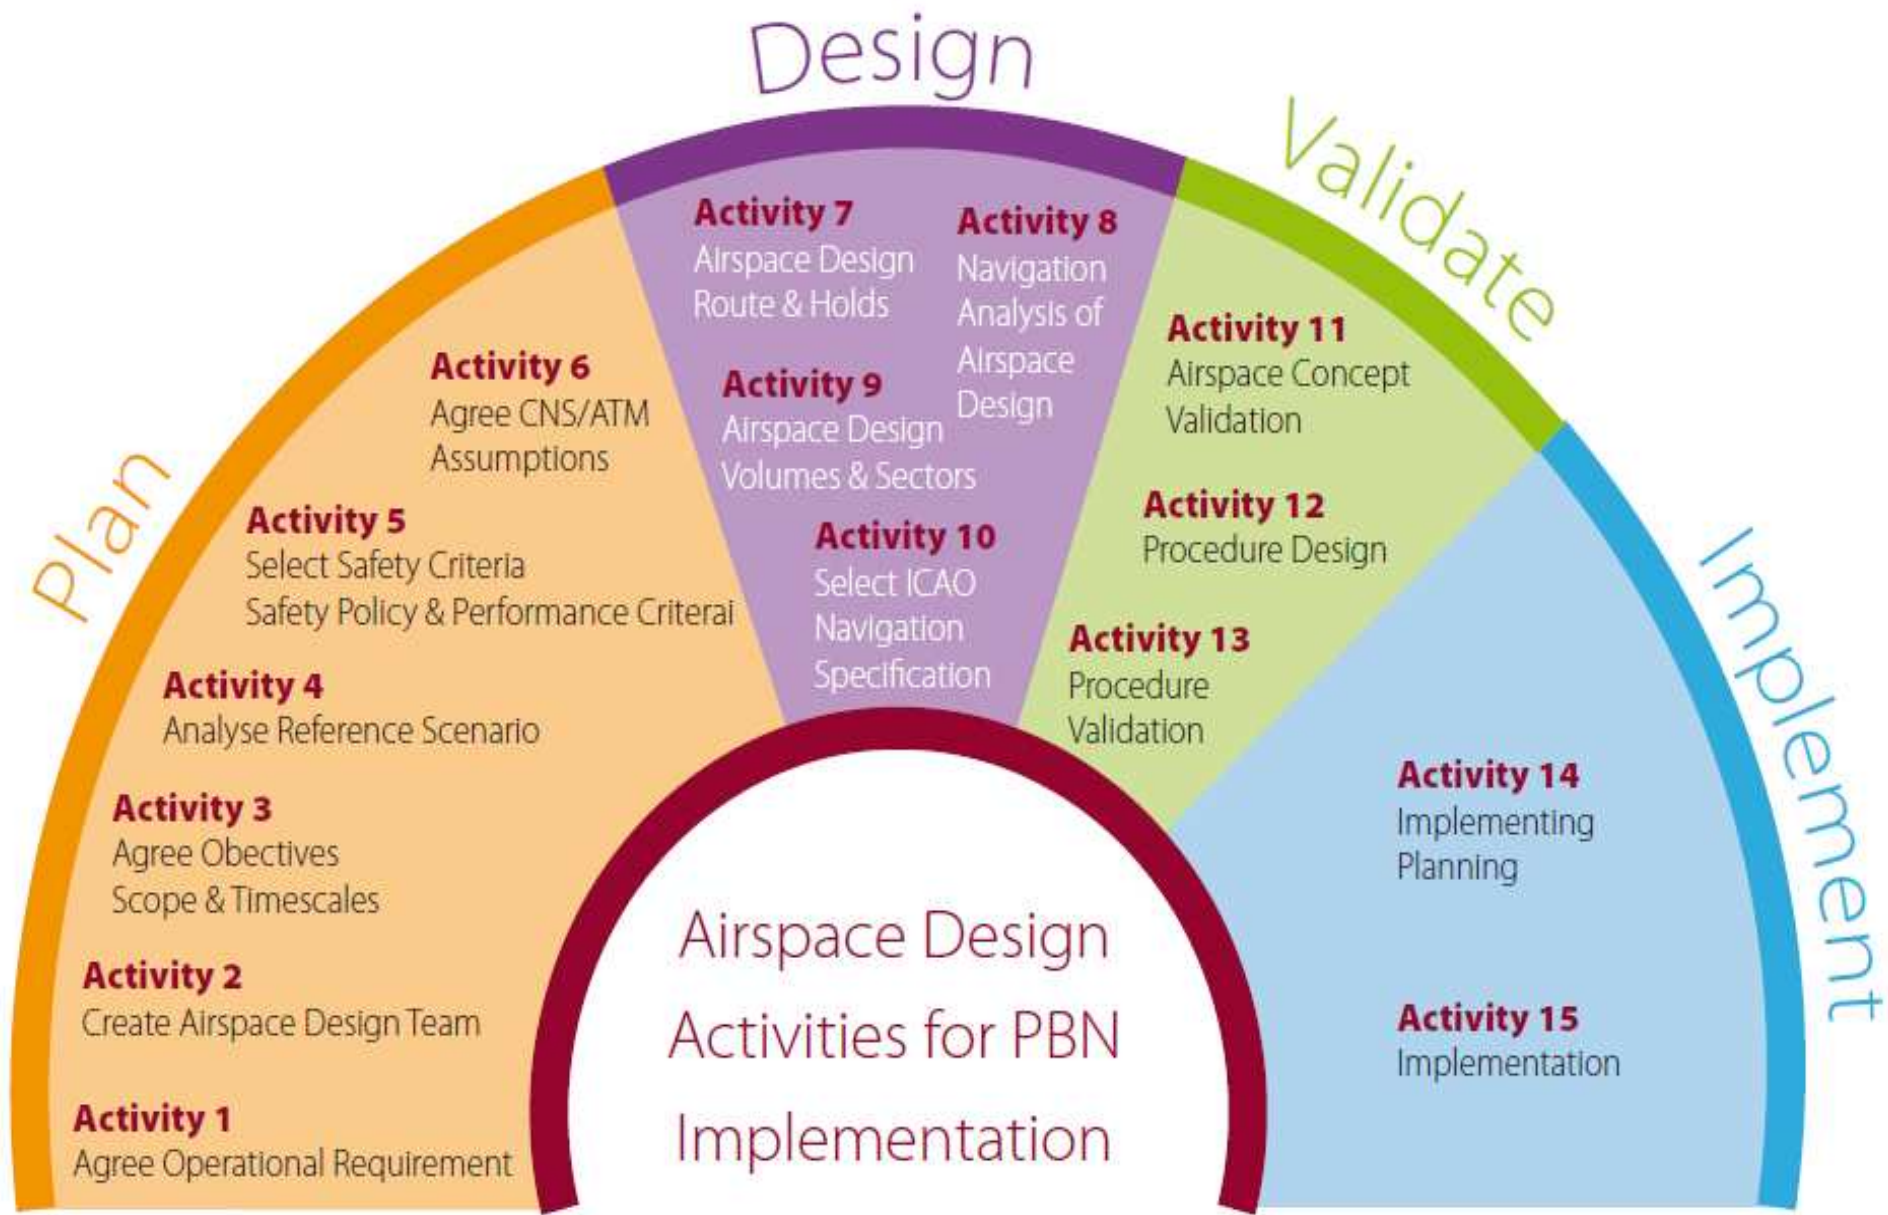 Plan
Activity 1
Agree Operational Requirement
Activity 2
Create Airspace Design Team
Activity 3
Agree Obectives
Scope & Timescales
Activity 4
Analyse Reference Scenario
Activity 5
Select Safety Criteria
Safety Policy & Performance Criterai
Activity 6
Agree CNS/ATM
Assumptions
Design
Activity 7
Airspace Design
Route & Holds
Activity 8
Navigation
Analysis of
Airspace
Design
Activity 9
Airspace Design
Volumes & Sectors
Activity 10
Select ICAO
Navigation
Specification
Validate
Activity 11
Airspace Concept
Validation
Activity 12
Procedure Design
Activity 13
Procedure
Validation
Implement
Activity 14
Implementing
Planning
Activity 15
Implementation
Airspace Design
Activities for PBN
Implementation